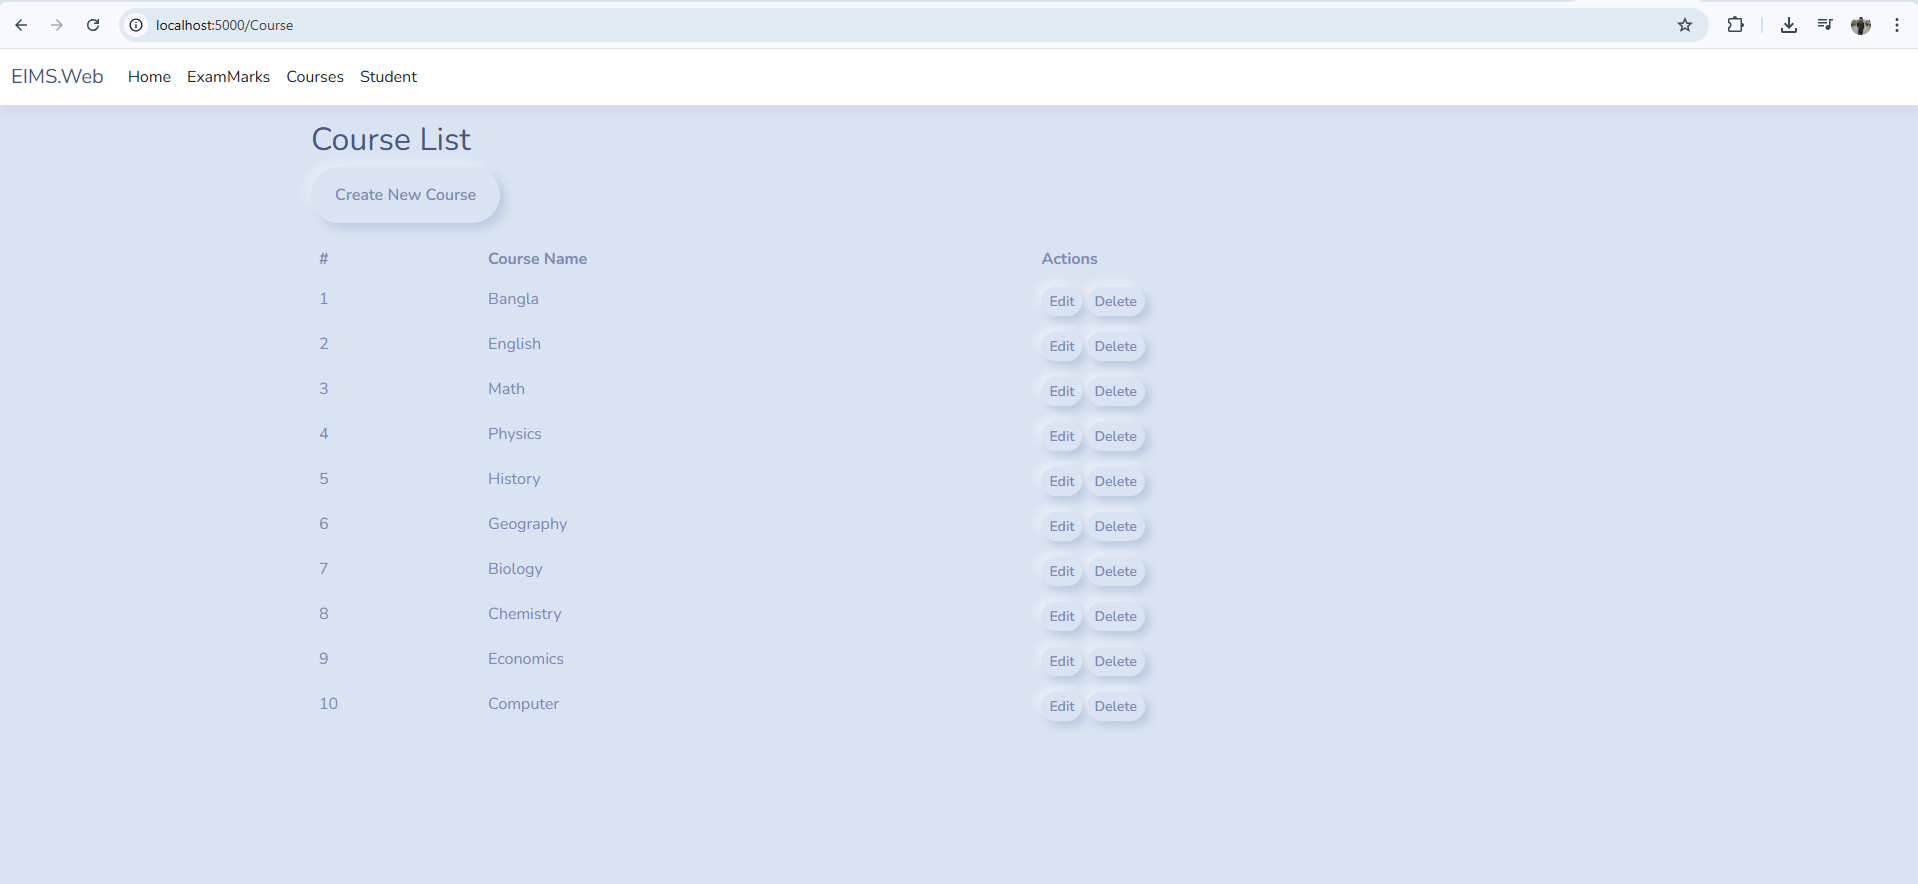 localhost:5000/Course
EIMS.Web Home ExamMarks Courses Student
Course List
Create New Course
# Course Name Actions
1 Bangla Edit Delete
2 English Edit Delete
3 Math Edit Delete
4 Physics Edit Delete
5 History Edit Delete
6 Geography Edit Delete
7 Biology Edit Delete
8 Chemistry Edit Delete
9 Economics Edit Delete
10 Computer Edit Delete